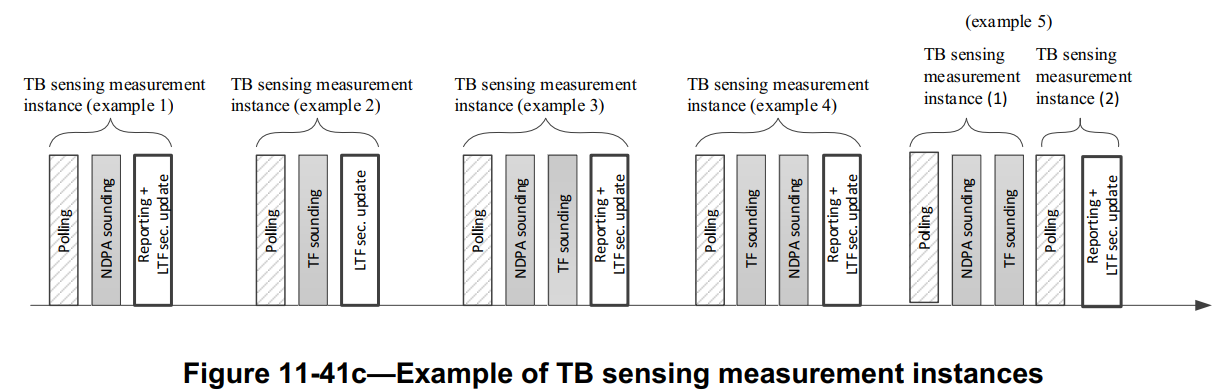 (example 5)
TB sensing measurement
instance (example 1)
TB sensing measurement
instance (example 2)
TB sensing measurement
instance (example 3)
TB sensing measurement
instance (example 4)
TB sensing
measurement
instance (1)
TB sensing
measurement
instance (2)
Polling
NDPA sounding
Reporting +
LTF sec. update
Polling
TF sounding
LTF sec. update
Polling
NDPA sounding
TF sounding
Reporting +
LTF sec. update
Polling
TF sounding
NDPA sounding
Reporting +
LTF sec. update
Polling
NDPA sounding
TF sounding
Polling
Reporting +
LTF sec. update
Figure 11-41c—Example of TB sensing measurement instances